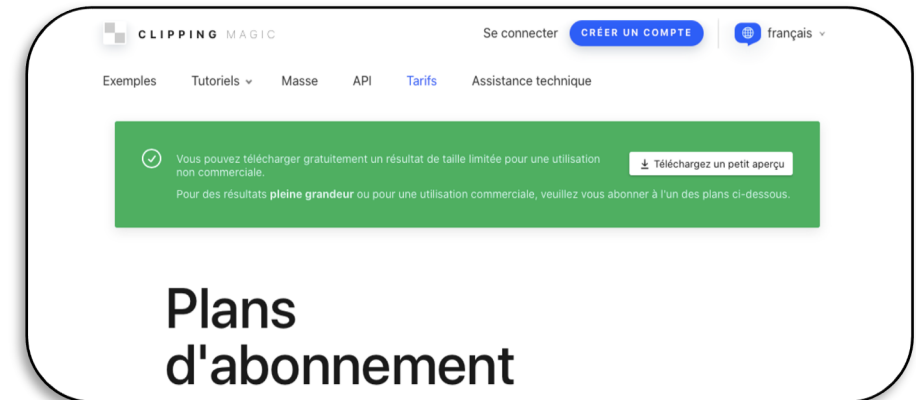 CLIPPING MAGIC
Se connecter
CRÉER UN COMPTE
français
Exemples
Tutoriels
Masse
API
Tarifs
Assistance technique
Vous pouvez télécharger gratuitement un résultat de taille limitée pour une utilisation
non commerciale.
Téléchargez un petit aperçu
Pour des résultats pleine grandeur ou pour une utilisation commerciale, veuillez vous abonner à l'un des plans ci-dessous.
Plans
d'abonnement